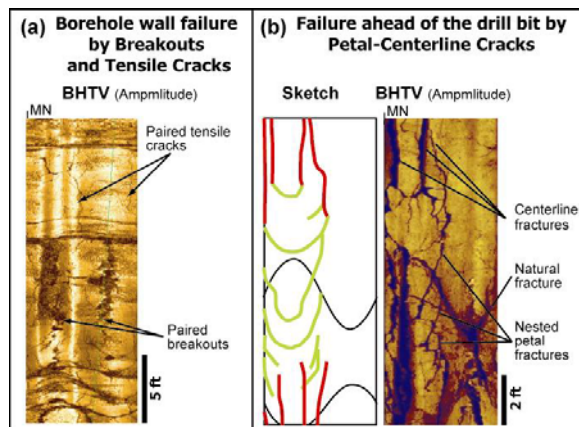 (a) Borehole wall failure
by Breakouts
and Tensile Cracks
BHTV (Ampmlitude)
MN
Paired tensile
cracks
Paired
breakouts
5 ft
(b) Failure ahead of the drill bit by
Petal-Centerline Cracks
Sketch
BHTV (Amplitude)
MN
Centerline
fractures
Natural
fracture
Nested
petal
fractures
2 ft